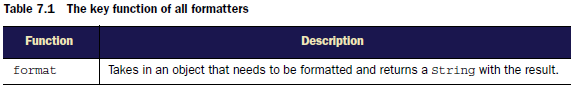 Table 7.1 The key function of all formatters
Function Description
format Takes in an object that needs to be formatted and returns a String with the result.